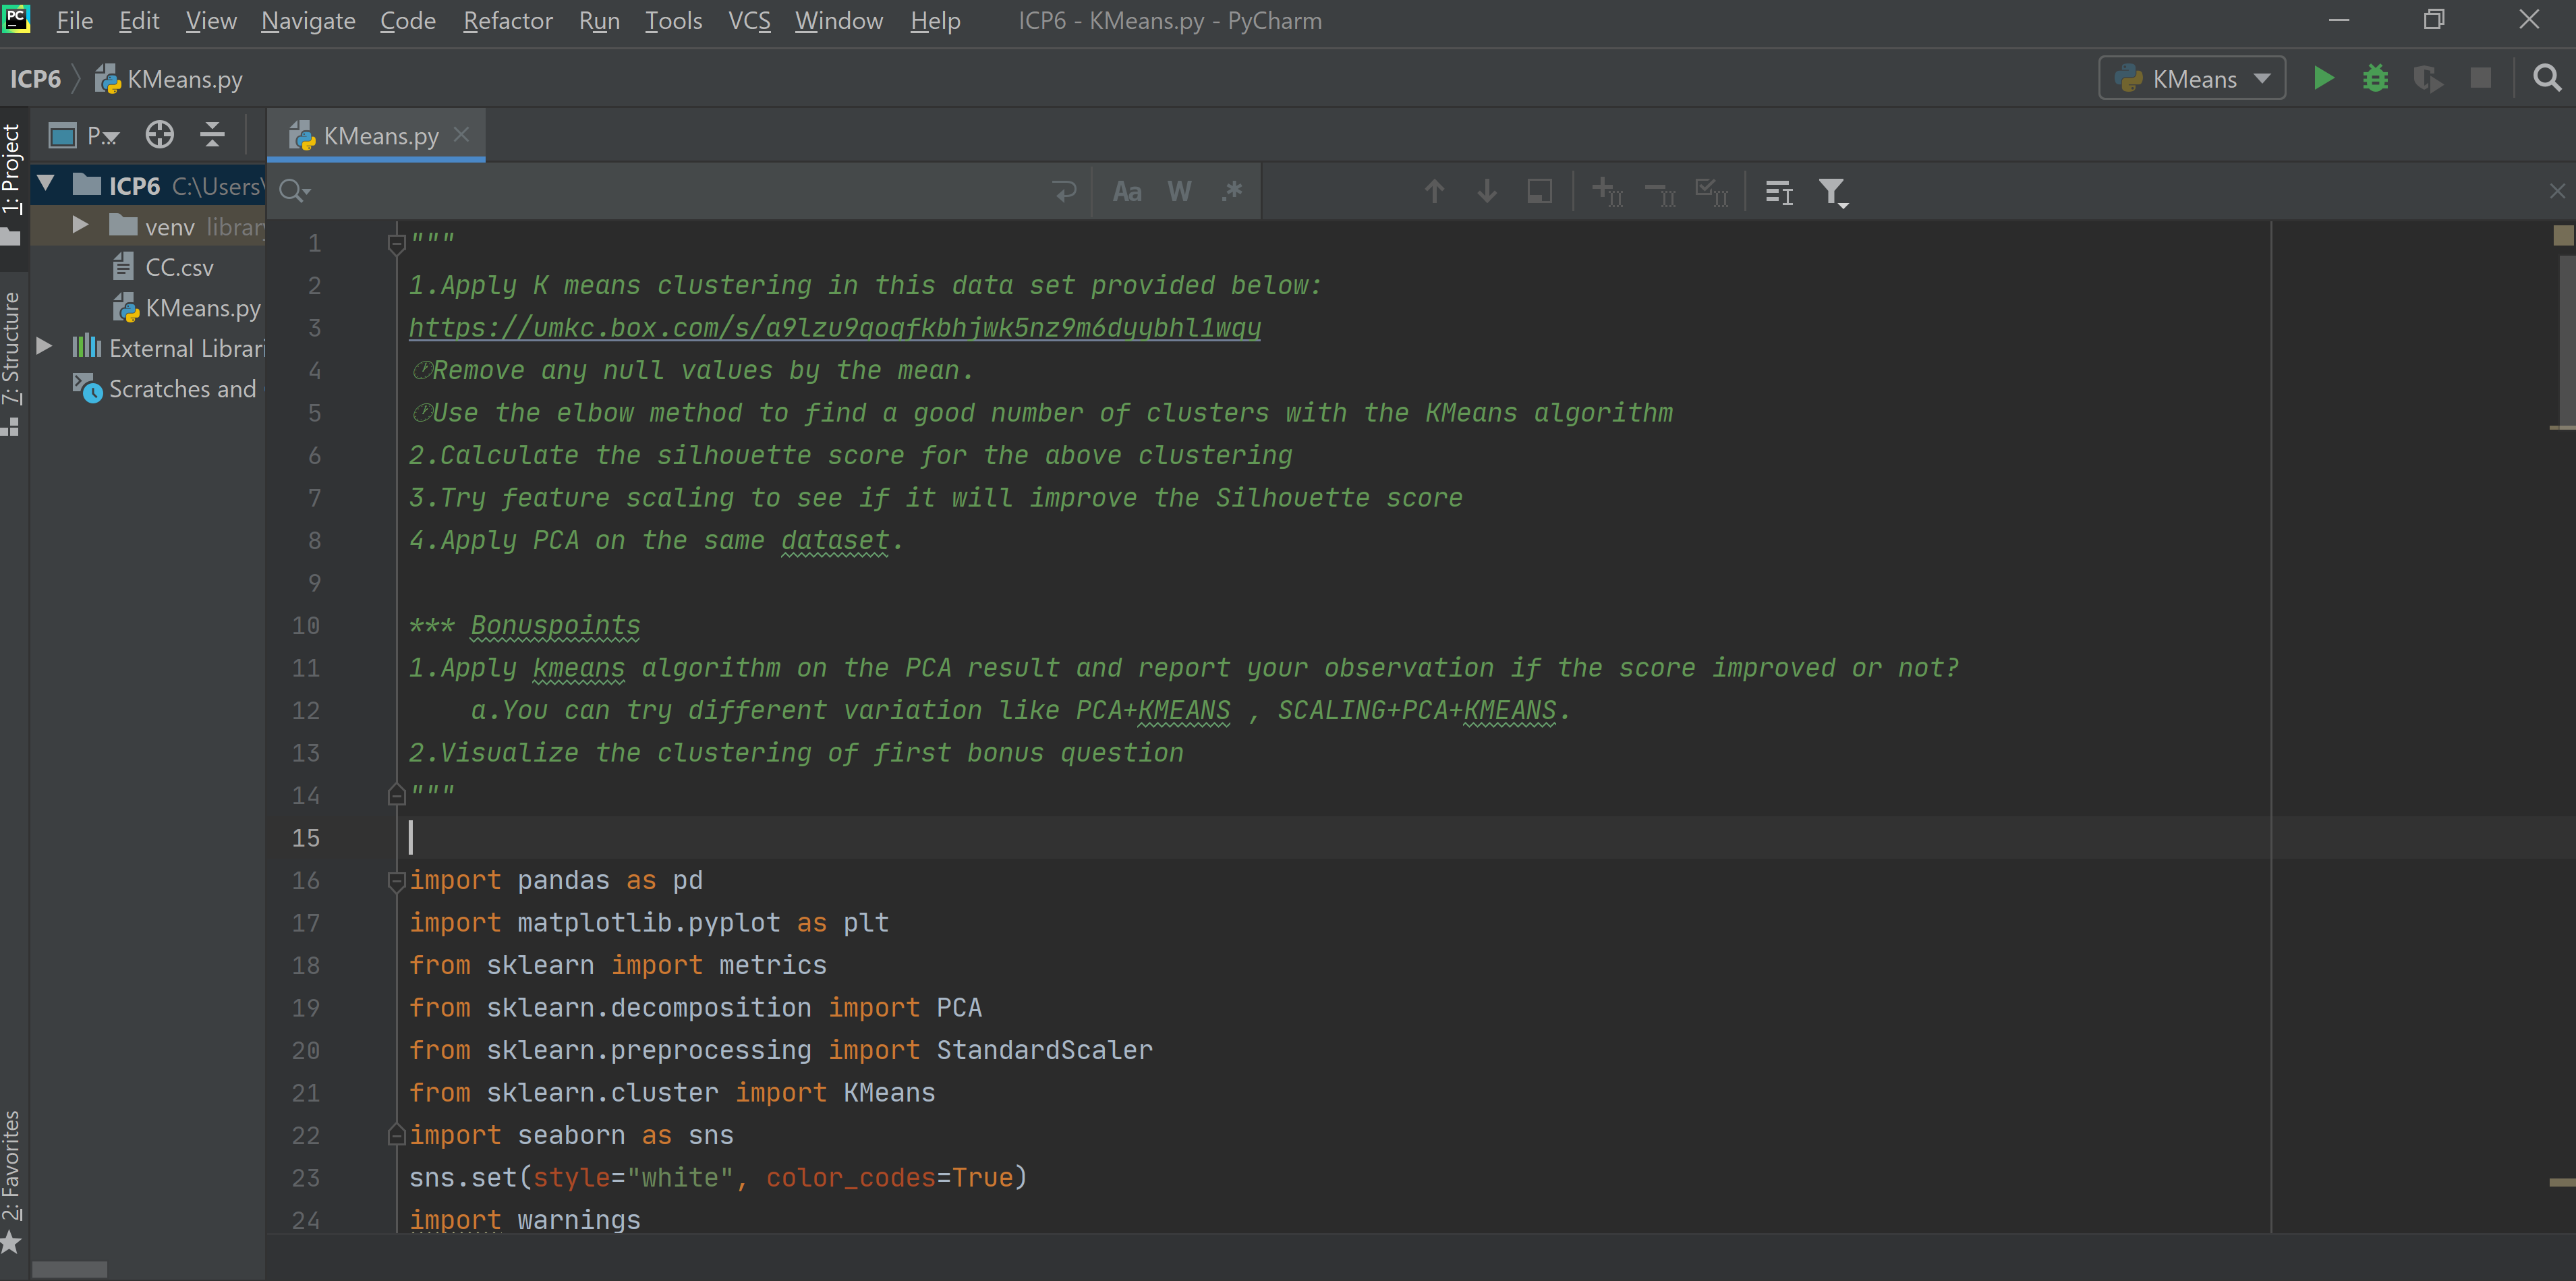 PC File Edit View Navigate Code Refactor Run Tools VCS Window Help ICP6 - KMeans.py - PyCharm
ICP6 KMeans.py KMeans
1: Project
P... KMeans.py
ICP6 C:\Users\ Aa W .*
venv librar
CC.csv
KMeans.py
External Librari
Scratches and
7: Structure
2: Favorites
1 """
2 1.Apply K means clustering in this data set provided below:
3 https://umkc.box.com/s/a9lzu9qoqfkbhjwk5nz9m6dyybhl1wqy
4 🕐Remove any null values by the mean.
5 🕐Use the elbow method to find a good number of clusters with the KMeans algorithm
6 2.Calculate the silhouette score for the above clustering
7 3.Try feature scaling to see if it will improve the Silhouette score
8 4.Apply PCA on the same dataset.
9
10 *** Bonuspoints
11 1.Apply kmeans algorithm on the PCA result and report your observation if the score improved or not?
12 a.You can try different variation like PCA+KMEANS , SCALING+PCA+KMEANS.
13 2.Visualize the clustering of first bonus question
14 """
15
16 import pandas as pd
17 import matplotlib.pyplot as plt
18 from sklearn import metrics
19 from sklearn.decomposition import PCA
20 from sklearn.preprocessing import StandardScaler
21 from sklearn.cluster import KMeans
22 import seaborn as sns
23 sns.set(style="white", color_codes=True)
24 import warnings